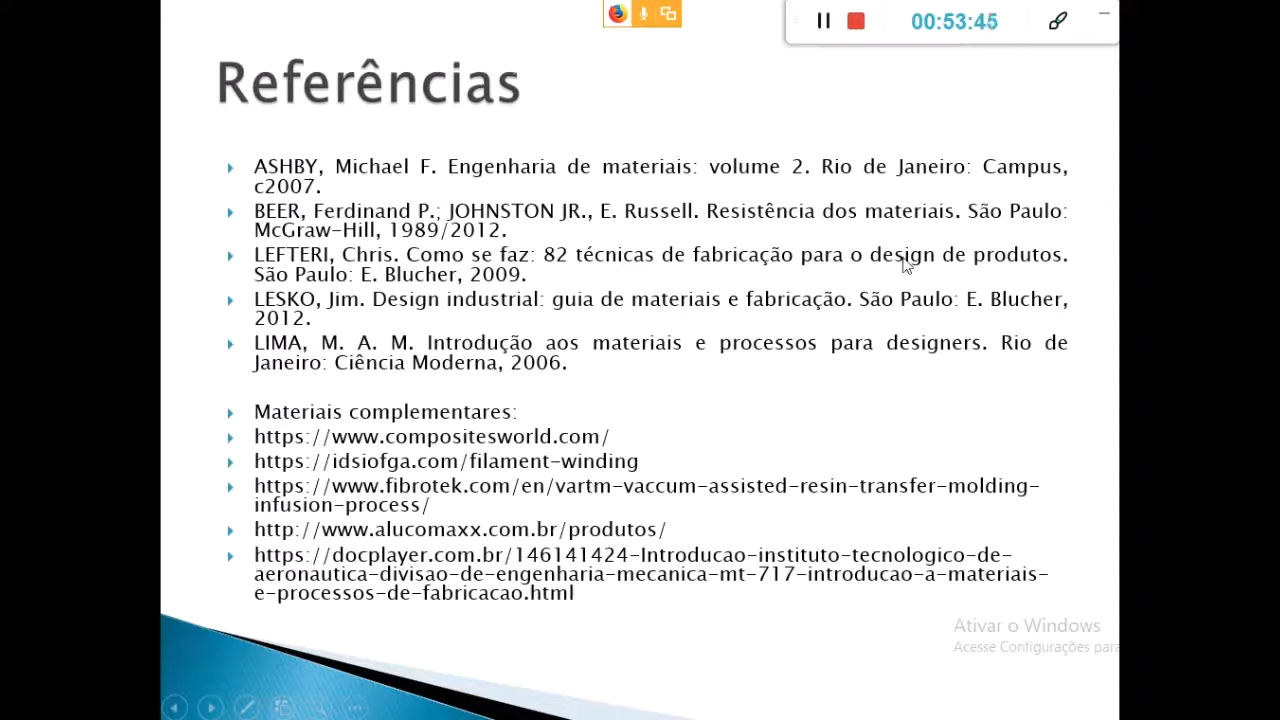 00:53:45
Referências
ASHBY, Michael F. Engenharia de materiais: volume 2. Rio de Janeiro: Campus,
c2007.
BEER, Ferdinand P.; JOHNSTON JR., E. Russell. Resistência dos materiais. São Paulo:
McGraw-Hill, 1989/2012.
LEFTERI, Chris. Como se faz: 82 técnicas de fabricação para o design de produtos.
São Paulo: E. Blucher, 2009.
LESKO, Jim. Design industrial: guia de materiais e fabricação. São Paulo: E. Blucher,
2012.
LIMA, M. A. M. Introdução aos materiais e processos para designers. Rio de
Janeiro: Ciência Moderna, 2006.
Materiais complementares:
https://www.compositesworld.com/
https://idsiofga.com/filament-winding
https://www.fibrotek.com/en/vartm-vaccum-assisted-resin-transfer-molding-
infusion-process/
http://www.alucomaxx.com.br/produtos/
https://docplayer.com.br/146141424-Introducao-instituto-tecnologico-de-
aeronautica-divisao-de-engenharia-mecanica-mt-717-introducao-a-materiais-
e-processos-de-fabricacao.html
Ativar o Windows
Acesse Configurações para